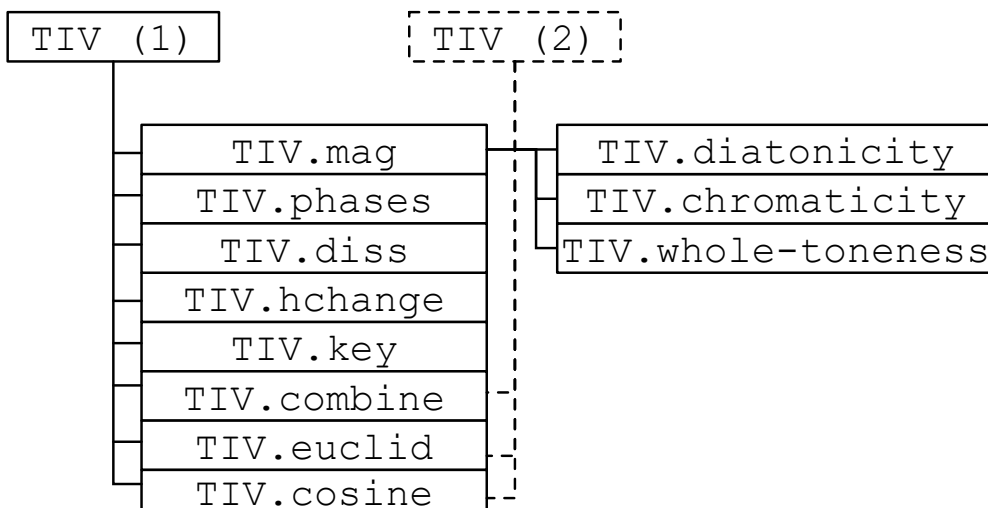 TIV (1)
TIV (2)
TIV.mag
TIV.phases
TIV.diss
TIV.hchange
TIV.key
TIV.combine
TIV.euclid
TIV.cosine
TIV.diatonicity
TIV.chromaticity
TIV.whole-toneness